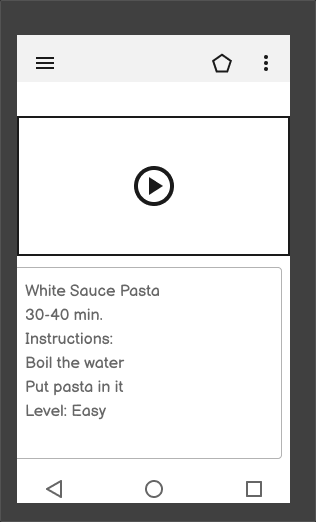 White Sauce Pasta
30-40 min.
Instructions:
Boil the water
Put pasta in it
Level: Easy